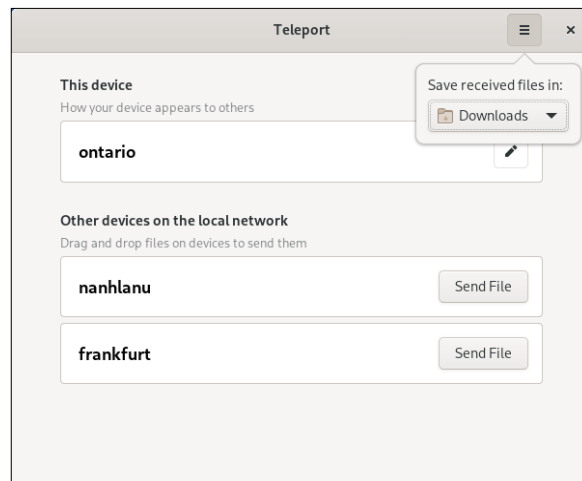 Teleport
This device
How your device appears to others
Save received files in:
Downloads
ontario
Other devices on the local network
Drag and drop files on devices to send them
nanhlanu
Send File
frankfurt
Send File